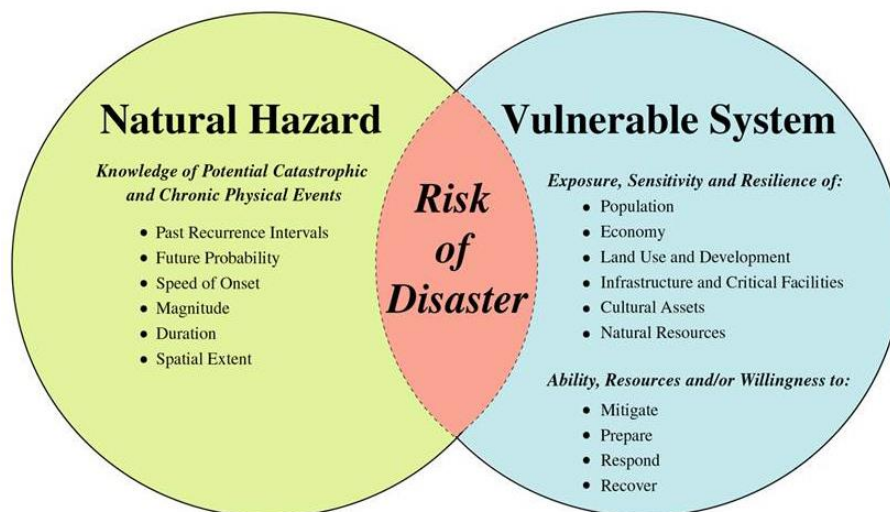 Natural Hazard
Knowledge of Potential Catastrophic
and Chronic Physical Events
• Past Recurrence Intervals
• Future Probability
• Speed of Onset
• Magnitude
• Duration
• Spatial Extent
Risk
of
Disaster
Vulnerable System
Exposure, Sensitivity and Resilience of:
• Population
• Economy
• Land Use and Development
• Infrastructure and Critical Facilities
• Cultural Assets
• Natural Resources
Ability, Resources and/or Willingness to:
• Mitigate
• Prepare
• Respond
• Recover